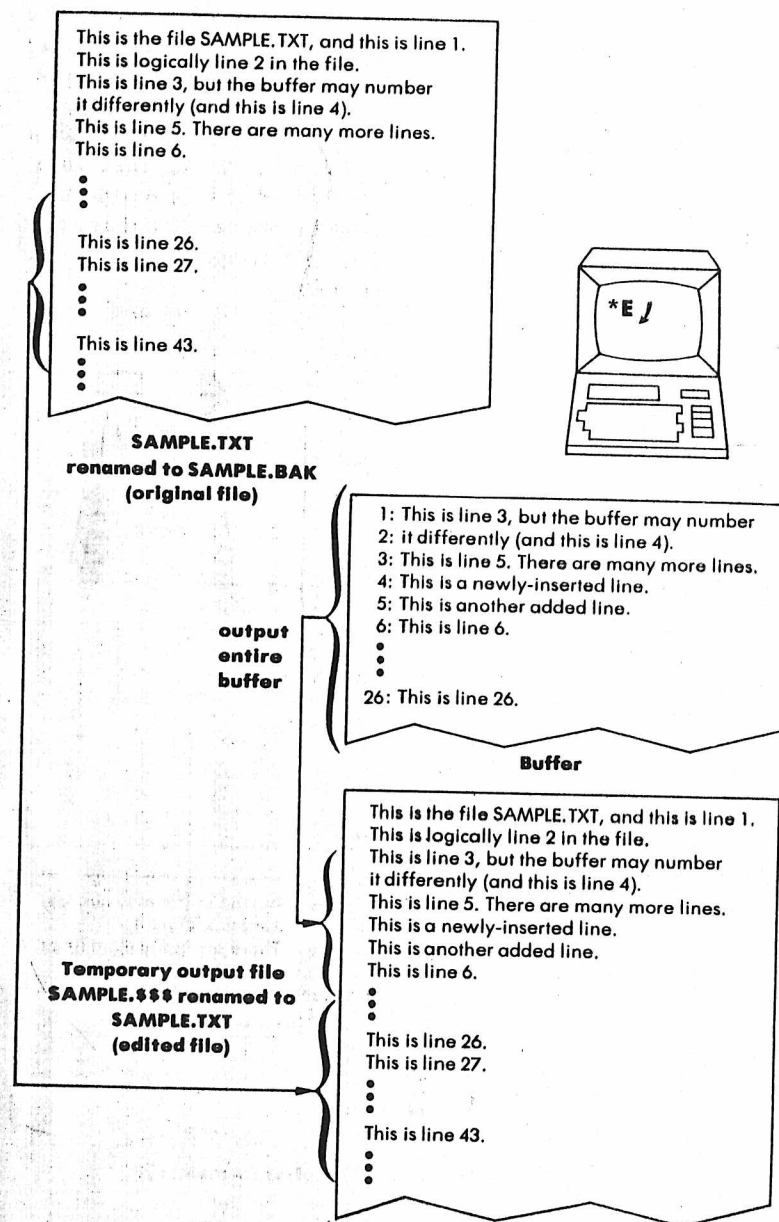 This is the file SAMPLE.TXT, and this is line 1.
This is logically line 2 in the file.
This is line 3, but the buffer may number
it differently (and this is line 4).
This is line 5. There are many more lines.
This is line 6.
This is line 26.
This is line 27.
This is line 43.
SAMPLE.TXT
renamed to SAMPLE.BAK
(original file)
*E
1: This is line 3, but the buffer may number
2: it differently (and this is line 4).
3: This is line 5. There are many more lines.
4: This is a newly-inserted line.
5: This is another added line.
6: This is line 6.
26: This is line 26.
output
entire
buffer
Buffer
This is the file SAMPLE.TXT, and this is line 1.
This is logically line 2 in the file.
This is line 3, but the buffer may number
it differently (and this is line 4).
This is line 5. There are many more lines.
This is a newly-inserted line.
This is another added line.
This is line 6.
This is line 26.
This is line 27.
This is line 43.
Temporary output file
SAMPLE.$$$ renamed to
SAMPLE.TXT
(edited file)